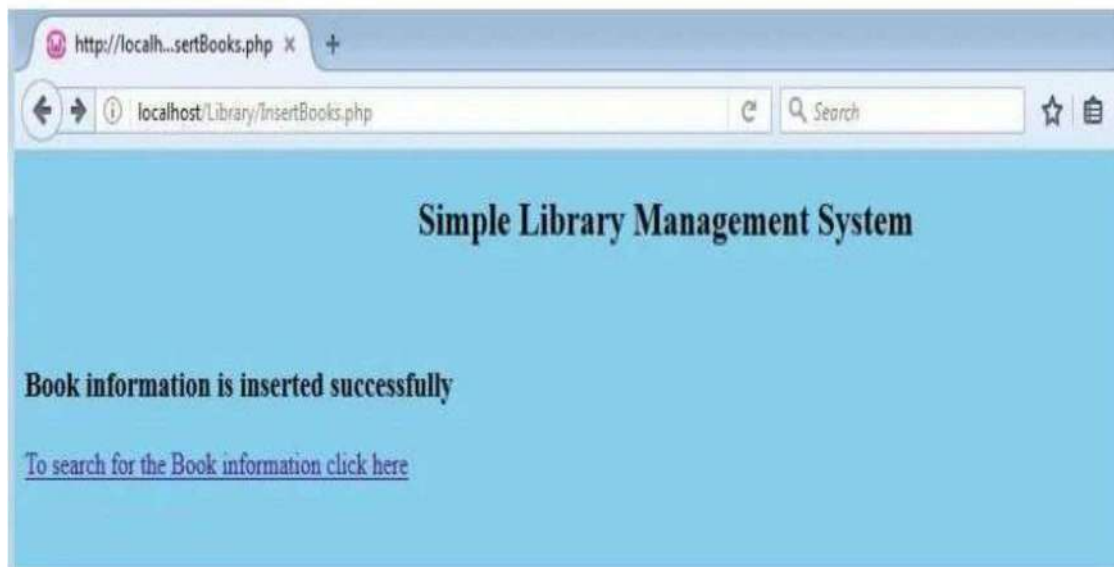 http://localh...sertBooks.php × +
localhost/Library/InsertBooks.php
Search
Simple Library Management System
Book information is inserted successfully
To search for the Book information click here